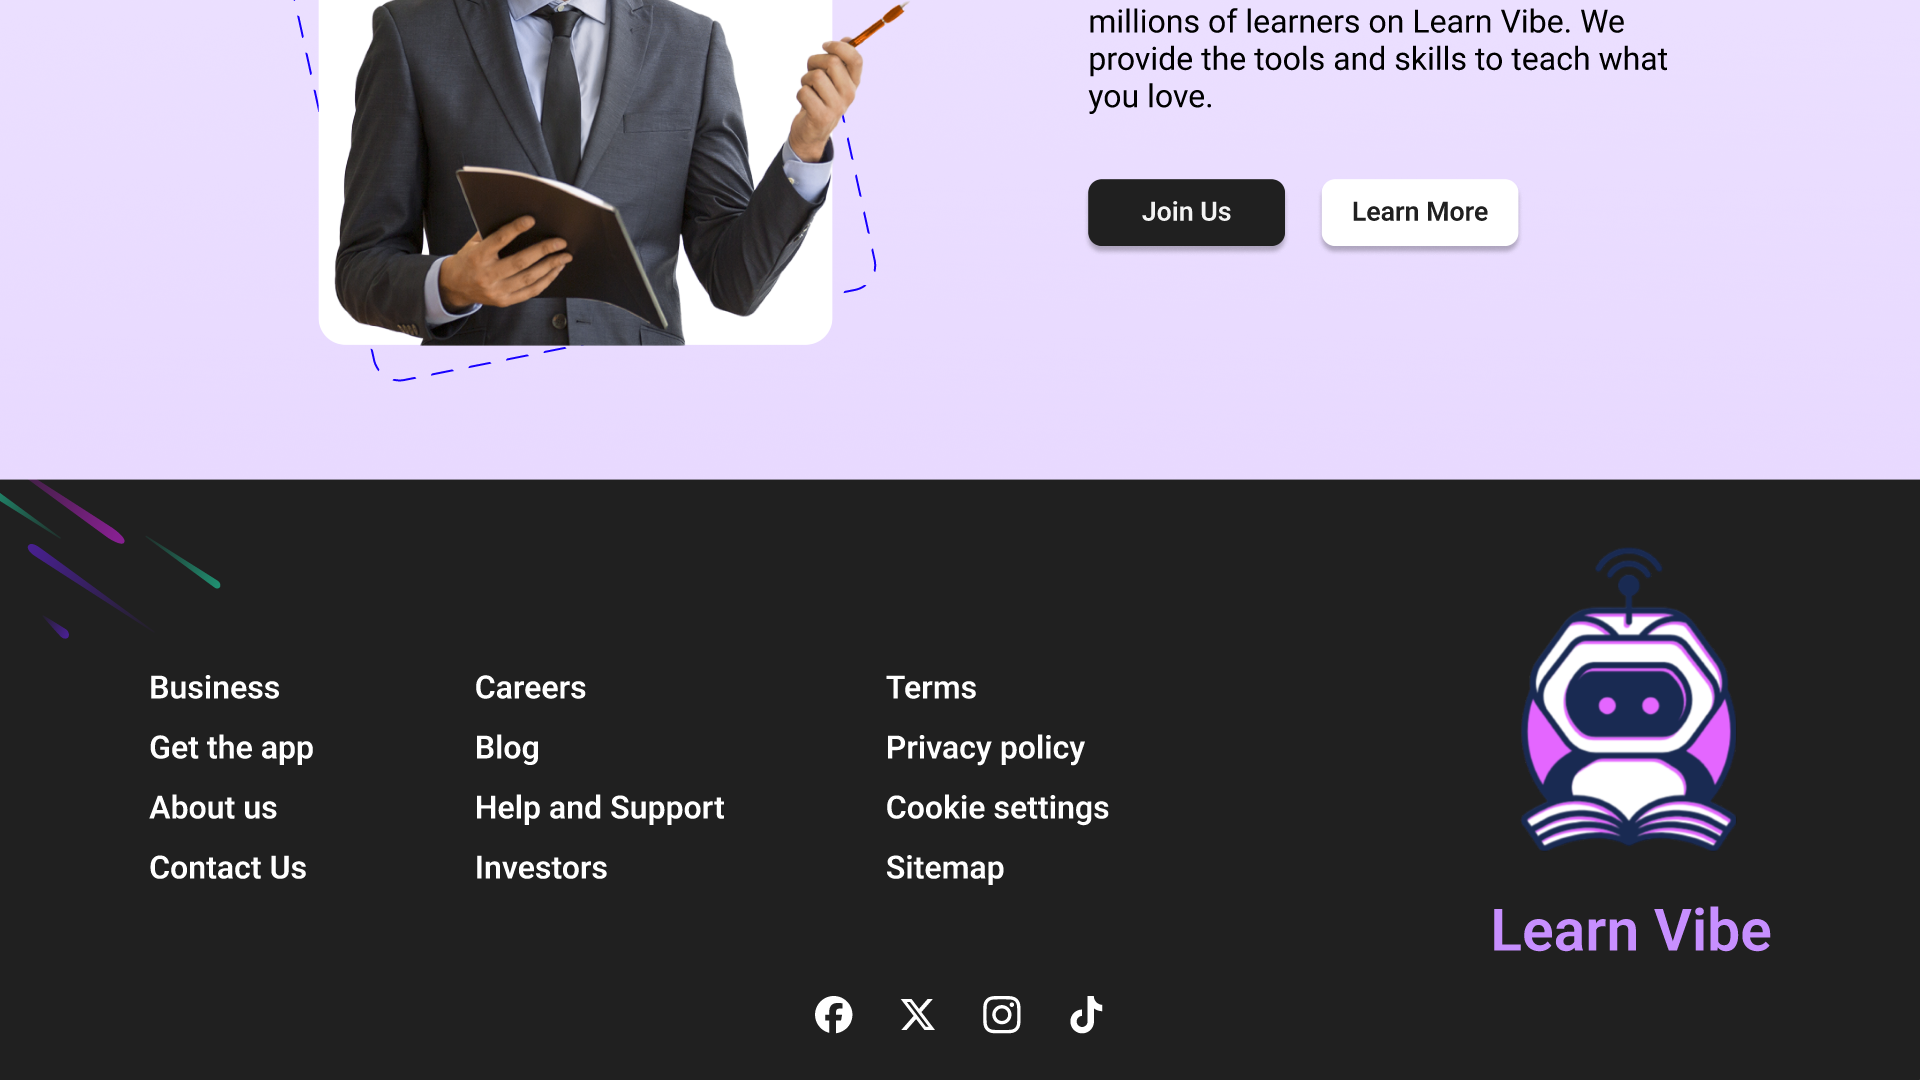 millions of learners on Learn Vibe. We
provide the tools and skills to teach what
you love.
Join Us
Learn More
Business
Get the app
About us
Contact Us
Careers
Blog
Help and Support
Investors
Terms
Privacy policy
Cookie settings
Sitemap
Learn Vibe